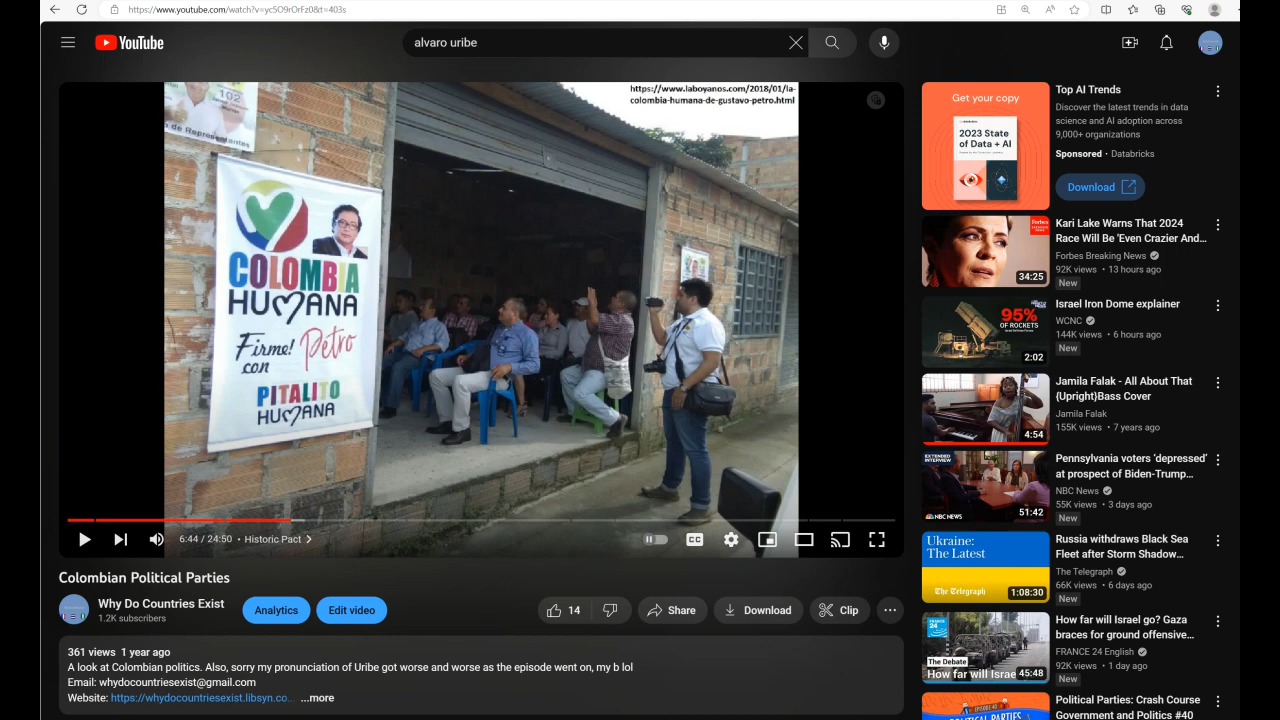 https://www.youtube.com/watch?v=ycSO9rOrFz0&t=403s
YouTube
alvaro uribe
https://www.laboyanos.com/2018/01/la-
colombia-humana-de-gustavo-petro.html
102
de Representantes
COLOMBIA
HUMANA
Firme!
con Petro
PITALITO
HUMANA
6:44 / 24:50 • Historic Pact
CC
Colombian Political Parties
Why Do Countries Exist
1.2K subscribers
Analytics
Edit video
14
Share
Download
Clip
361 views 1 year ago
A look at Colombian politics. Also, sorry my pronunciation of Uribe got worse and worse as the episode went on, my b lol
Email: whydocountriesexist@gmail.com
Website: https://whydocountriesexist.libsyn.co... ...more
Get your copy
2023 State
of Data + AI
Top AI Trends
Discover the latest trends in data
science and AI adoption across
9,000+ organizations
Sponsored • Databricks
Download
Forbes
34:25
Kari Lake Warns That 2024
Race Will Be 'Even Crazier And...
Forbes Breaking News
92K views • 13 hours ago
New
95%
OF ROCKETS
2:02
Israel Iron Dome explainer
WCNC
144K views • 6 hours ago
New
4:54
Jamila Falak - All About That
(Upright)Bass Cover
Jamila Falak
155K views • 7 years ago
EXTENDED
INTERVIEW
NBC NEWS
51:42
Pennsylvania voters 'depressed'
at prospect of Biden-Trump...
NBC News
55K views • 3 days ago
New
Ukraine:
The Latest
The Telegraph
1:08:30
Russia withdraws Black Sea
Fleet after Storm Shadow...
The Telegraph
66K views • 6 days ago
New
FRANCE
24
The Debate
How far will Israe
45:48
How far will Israel go? Gaza
braces for ground offensive...
FRANCE 24 English
92K views • 1 day ago
New
EPISODE 40
POLITICAL PARTIES
Political Parties: Crash Course
Government and Politics #40